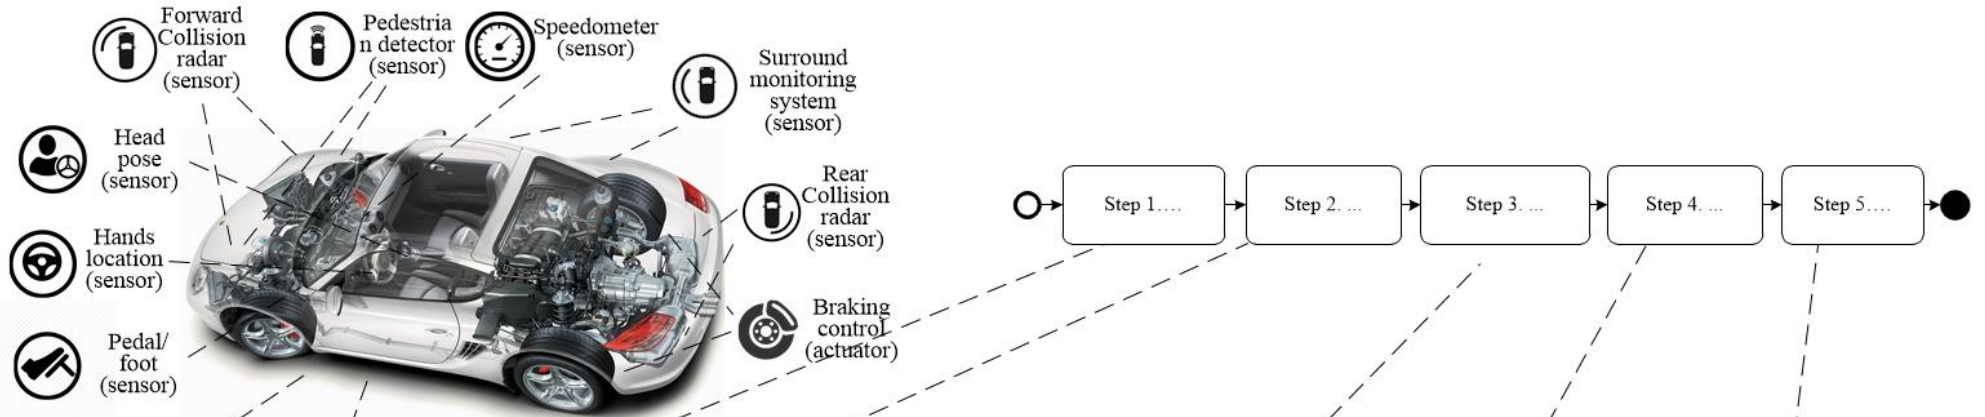 Forward
Collision
radar
(sensor)
Pedestria
n detector
(sensor)
Speedometer
(sensor)
Surround
monitoring
system
(sensor)
Head
pose
(sensor)
Rear
Collision
radar
(sensor)
Hands
location
(sensor)
Braking
control
(actuator)
Pedal/
foot
(sensor)
Step 1….
Step 2. ...
Step 3. ...
Step 4. ...
Step 5….